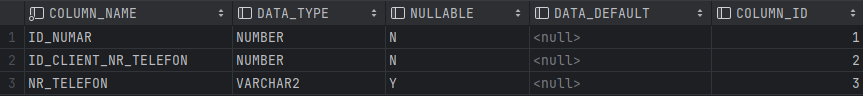 COLUMN_NAME DATA_TYPE NULLABLE DATA_DEFAULT COLUMN_ID
1 ID_NUMAR NUMBER N <null> 1
2 ID_CLIENT_NR_TELEFON NUMBER N <null> 2
3 NR_TELEFON VARCHAR2 Y <null> 3